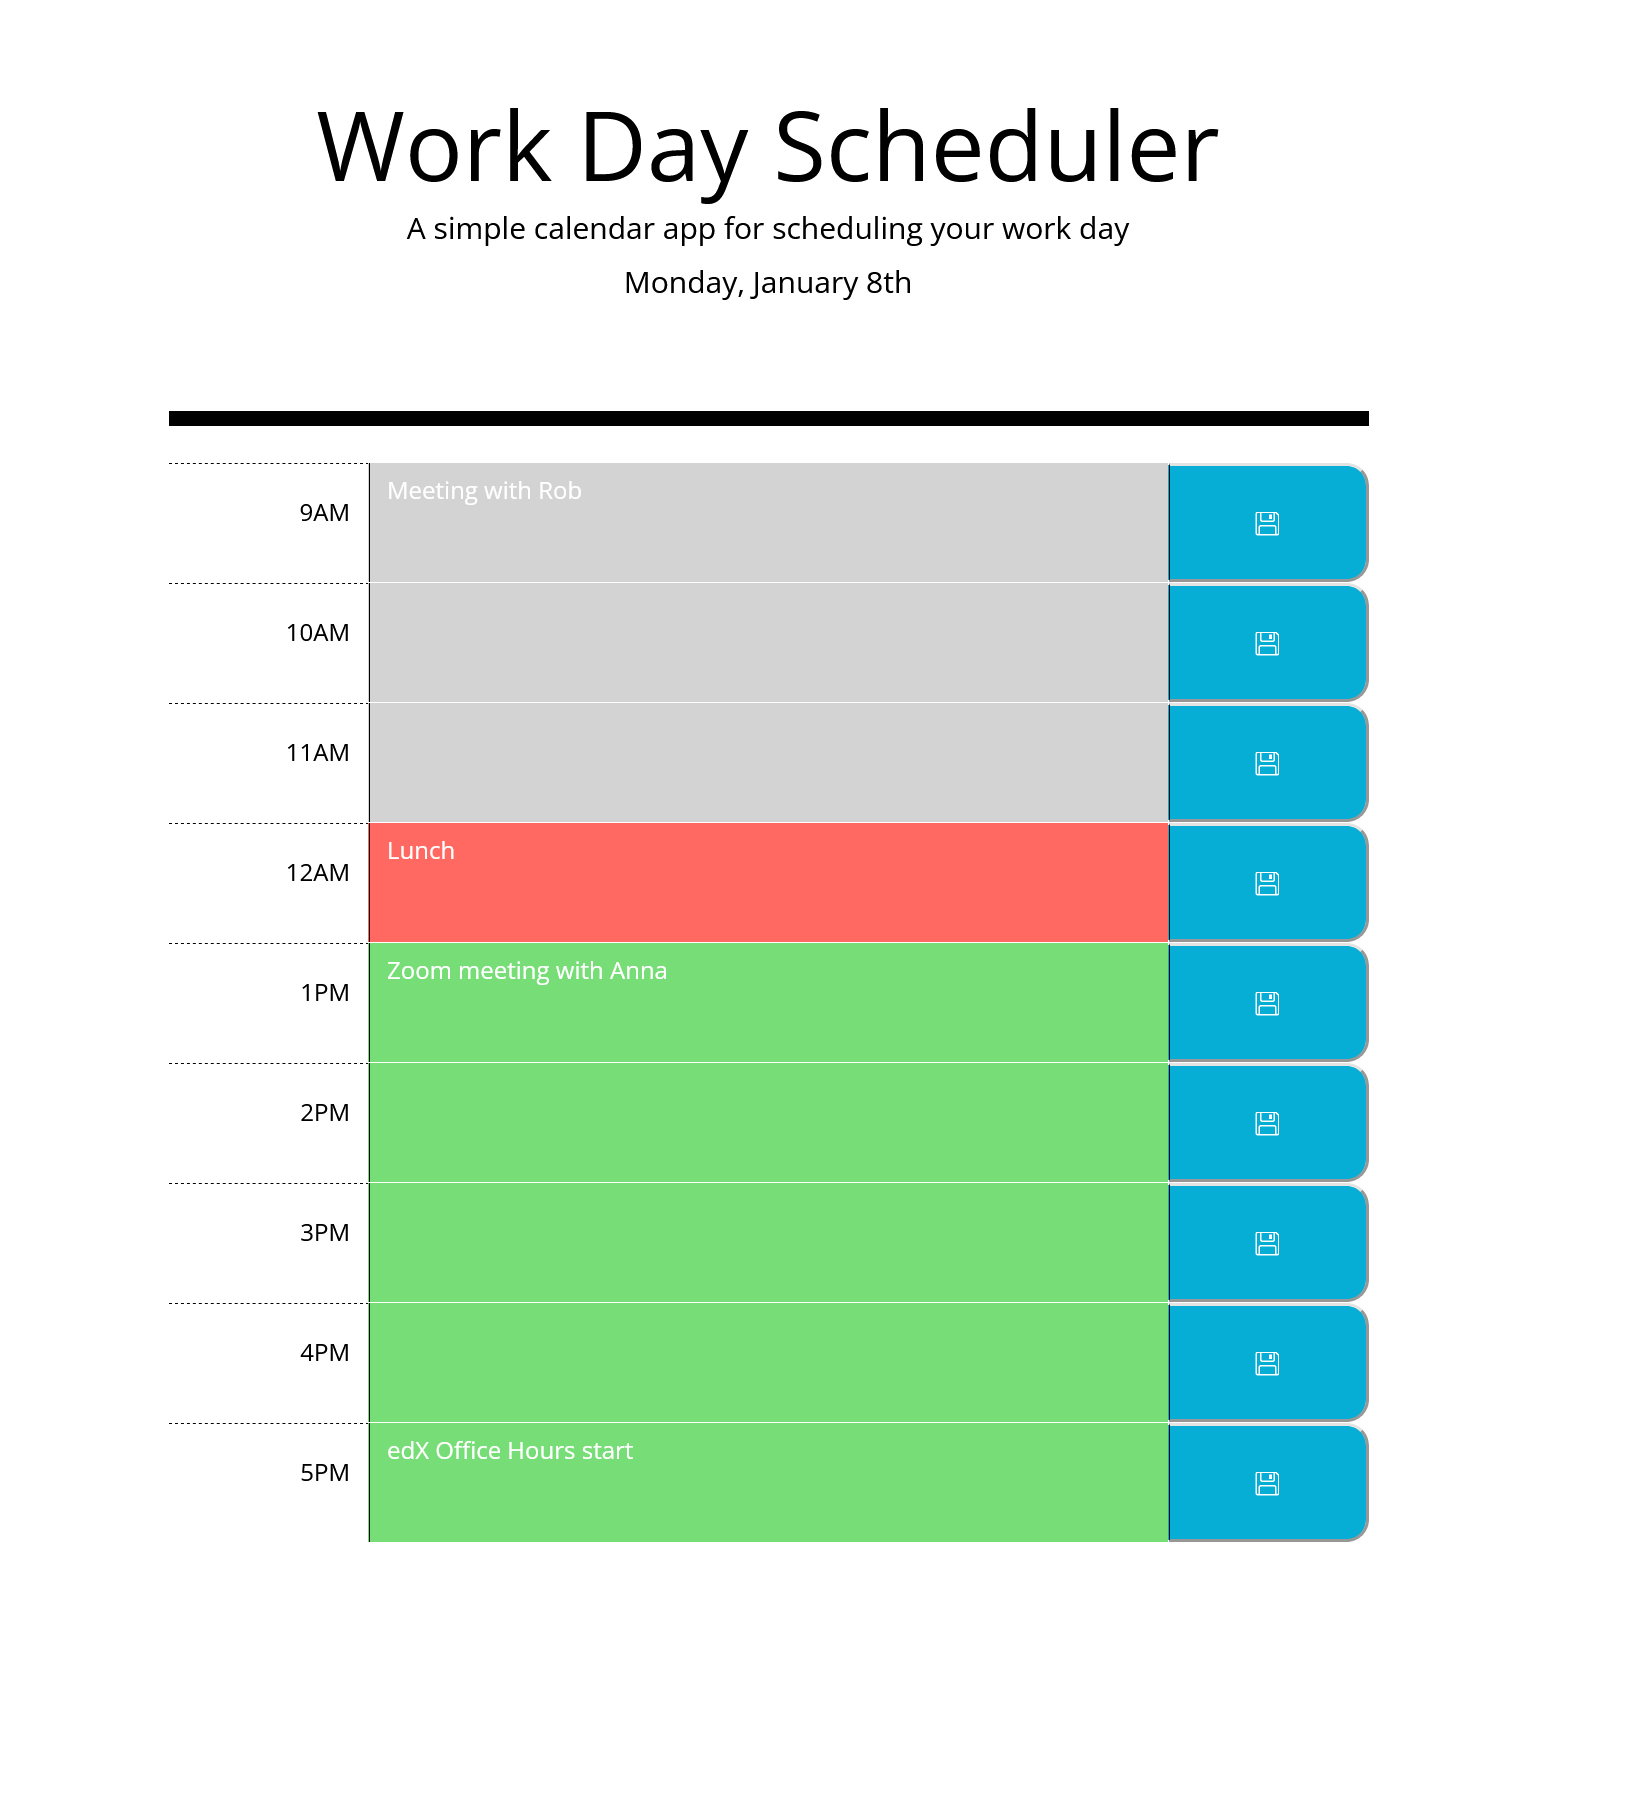 Work Day Scheduler
A simple calendar app for scheduling your work day
Monday, January 8th
9AM
Meeting with Rob
10AM
11AM
12AM
Lunch
1PM
Zoom meeting with Anna
2PM
3PM
4PM
5PM
edX Office Hours start